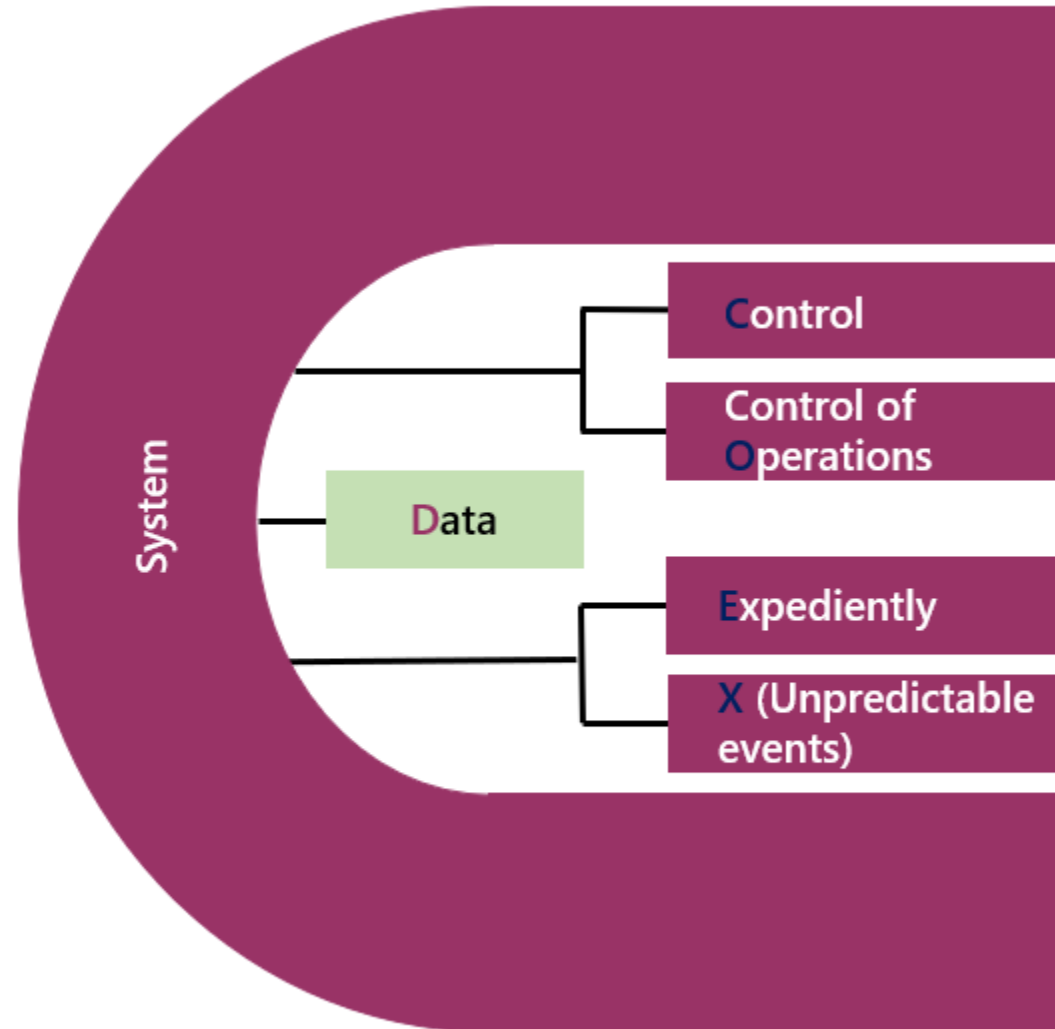 System
Control
Control of
Operations
Data
Expediently
X (Unpredictable
events)